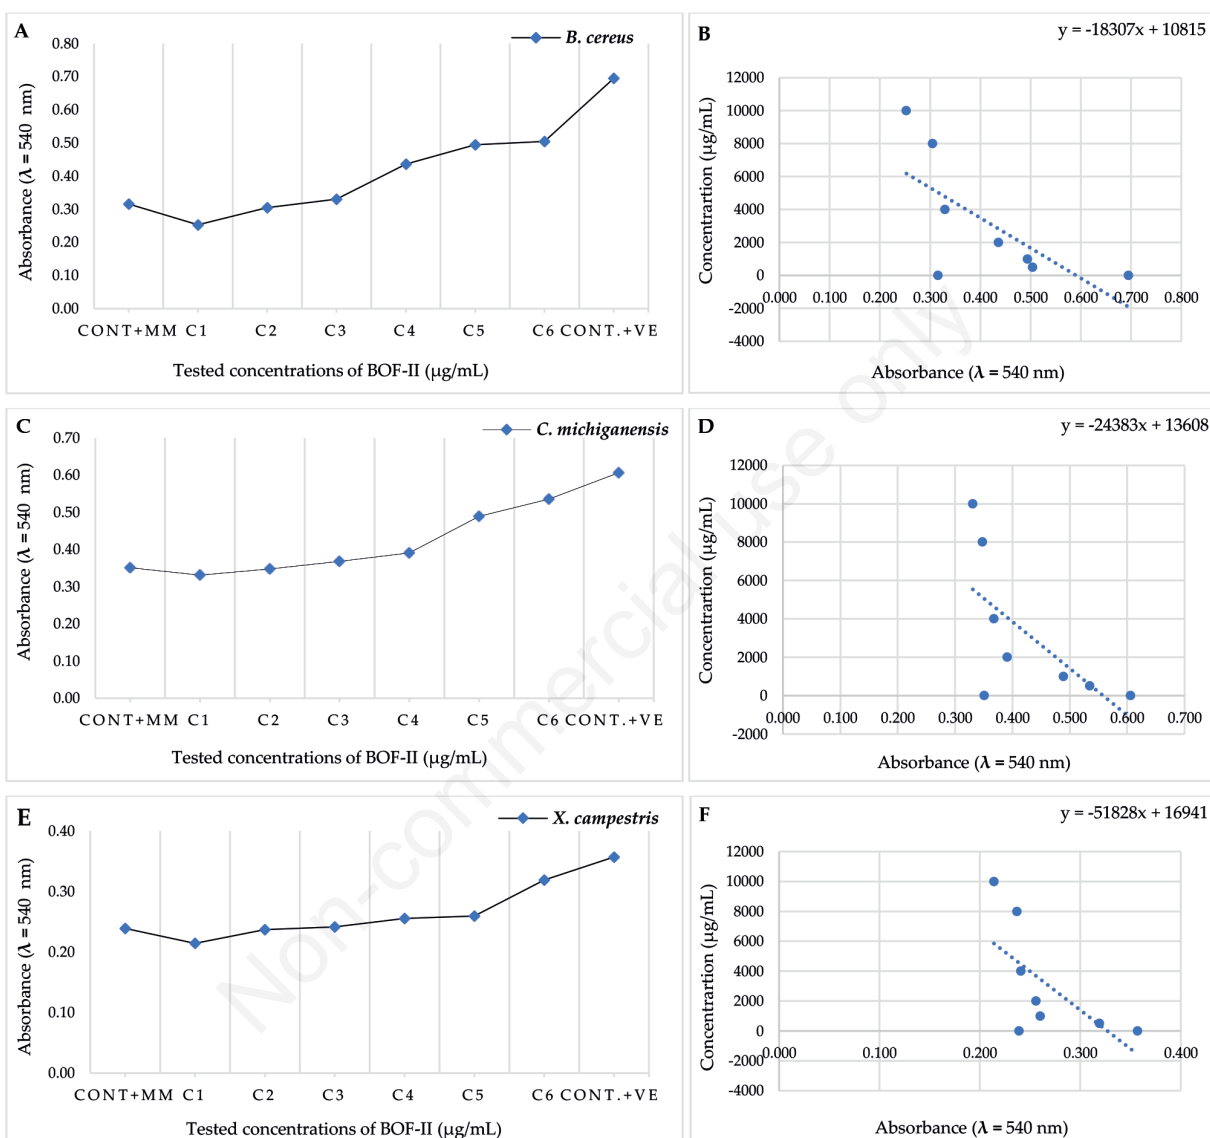 A
B. cereus
0.80
0.70
0.60
0.50
0.40
0.30
0.20
0.10
0.00
Absorbance (λ = 540 nm)
CONT+MM C1 C2 C3 C4 C5 C6 CONT.+VE
Tested concentrations of BOF-II (µg/mL)
B
y = -18307x + 10815
12000
10000
8000
6000
4000
2000
0
-2000
-4000
Concentrartion (µg/mL)
0.000 0.100 0.200 0.300 0.400 0.500 0.600 0.700 0.800
Absorbance (λ = 540 nm)
C
C. michiganensis
0.70
0.60
0.50
0.40
0.30
0.20
0.10
0.00
Absorbance (λ = 540 nm)
CONT+MM C1 C2 C3 C4 C5 C6 CONT.+VE
Tested concentrations of BOF-II (µg/mL)
D
y = -24383x + 13608
12000
10000
8000
6000
4000
2000
0
-2000
Concentrartion (µg/mL)
0.000 0.100 0.200 0.300 0.400 0.500 0.600 0.700
Absorbance (λ = 540 nm)
E
X. campestris
0.40
0.30
0.20
0.10
0.00
Absorbance (λ = 540 nm)
CONT+MM C1 C2 C3 C4 C5 C6 CONT.+VE
Tested concentrations of BOF-II (µg/mL)
F
y = -51828x + 16941
12000
10000
8000
6000
4000
2000
0
-2000
-4000
Concentrartion (µg/mL)
0.000 0.100 0.200 0.300 0.400
Absorbance (λ = 540 nm)
Non-commercial use only